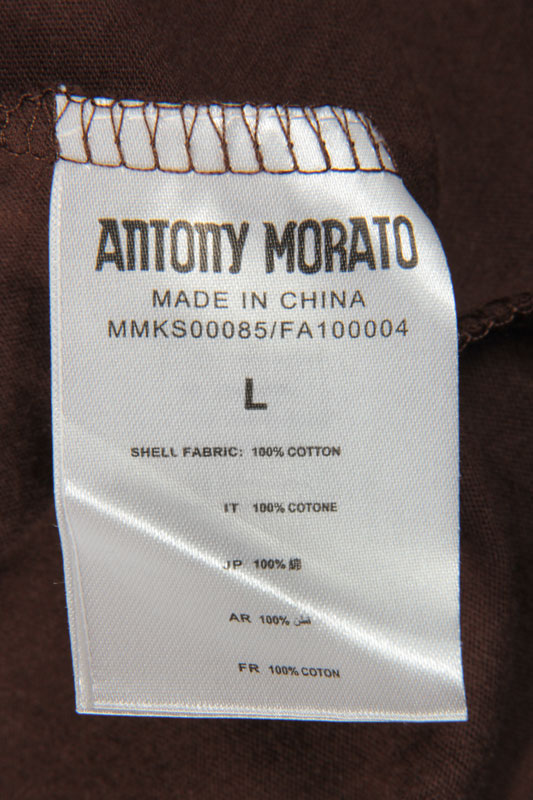 ANTONY MORATO
MADE IN CHINA
MMKS00085/FA100004
L
SHELL FABRIC: 100% COTTON
IT 100% COTONE
JP 100% 綿
AR 100% قطن
FR 100% COTON